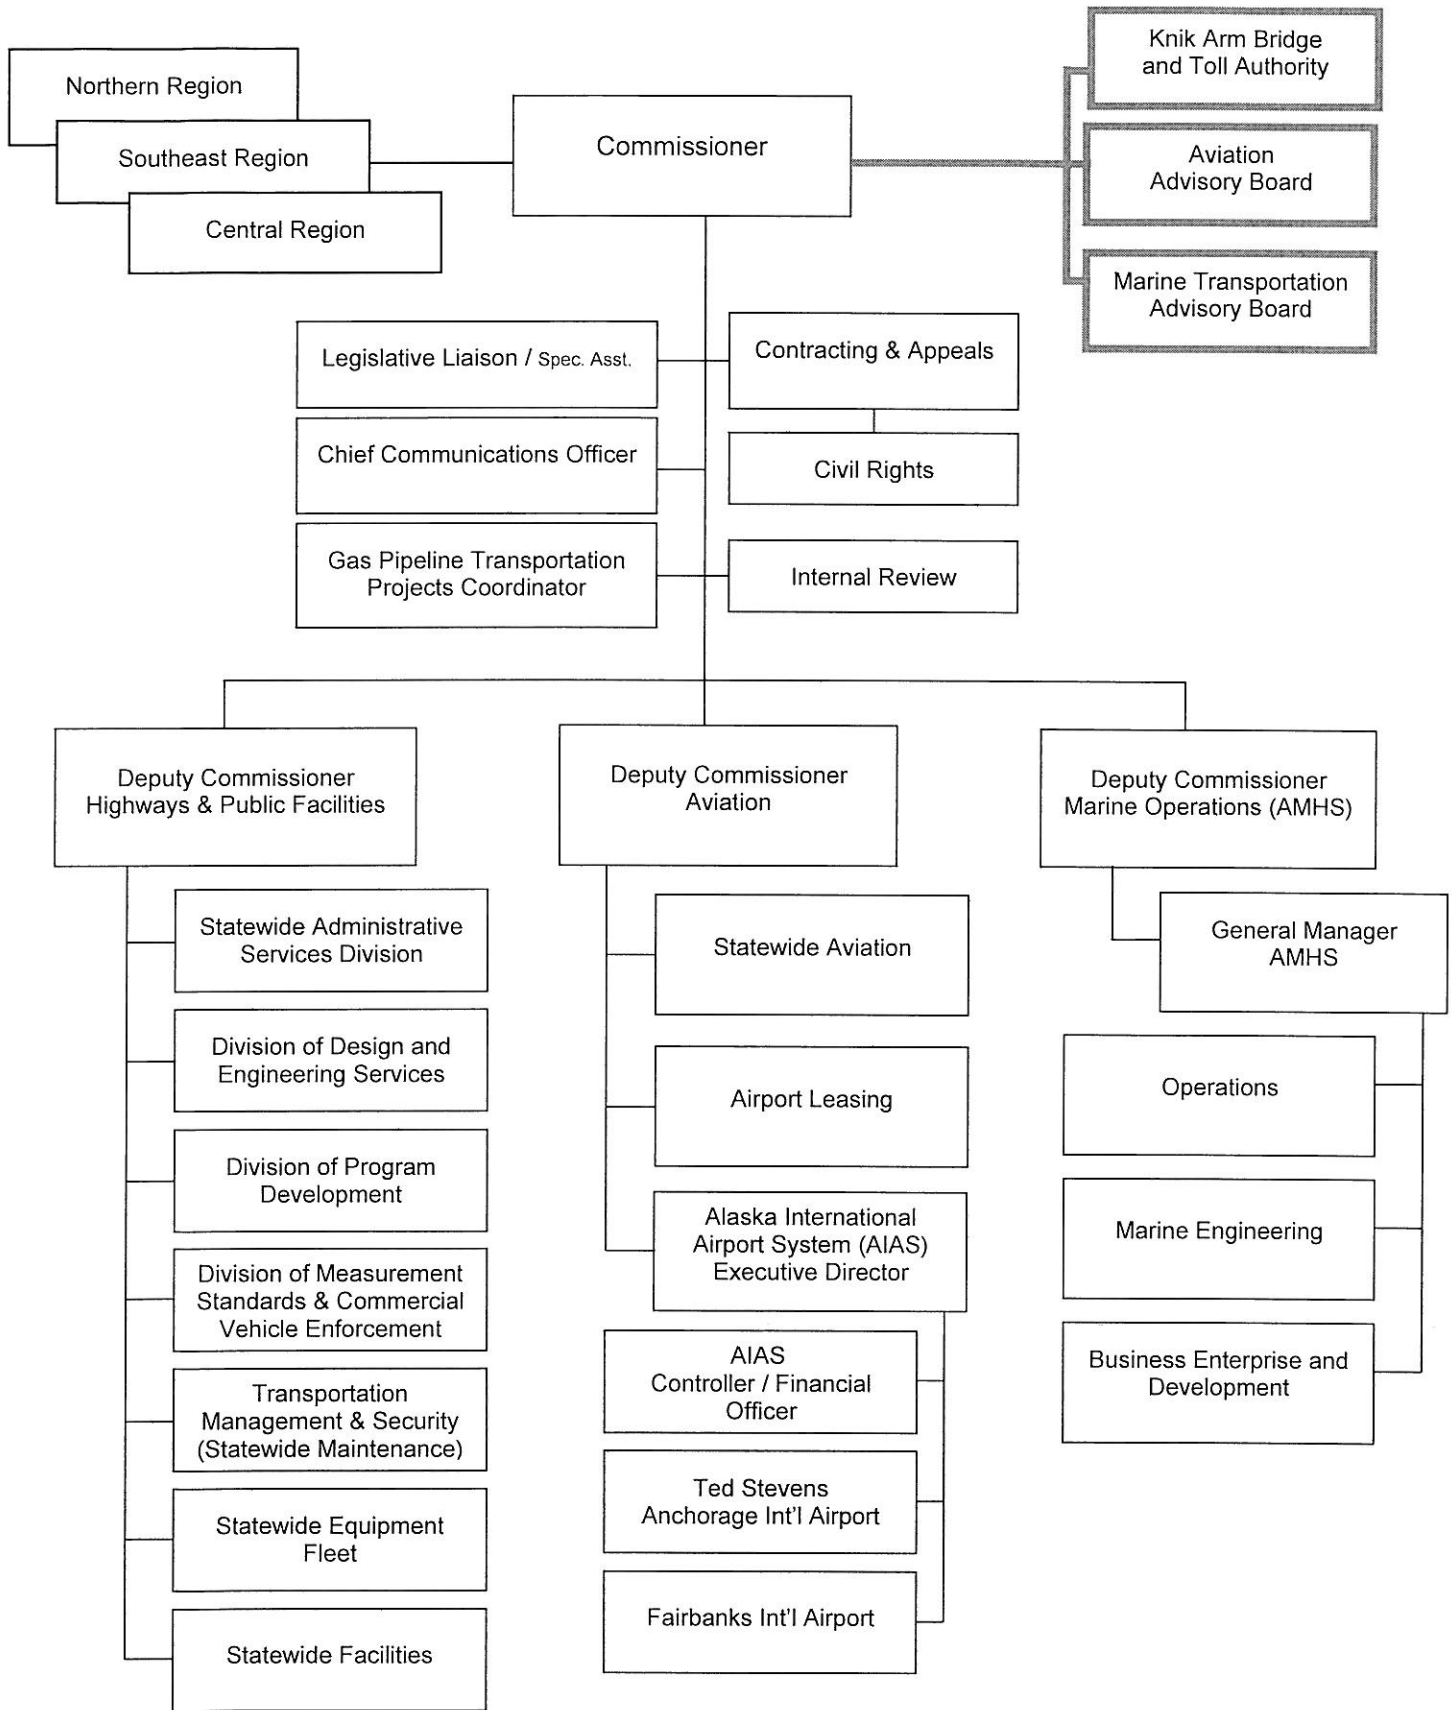 Northern Region
Southeast Region
Central Region
Commissioner
Knik Arm Bridge
and Toll Authority
Aviation
Advisory Board
Marine Transportation
Advisory Board
Legislative Liaison / Spec. Asst.
Contracting & Appeals
Chief Communications Officer
Civil Rights
Gas Pipeline Transportation
Projects Coordinator
Internal Review
Deputy Commissioner
Highways & Public Facilities
Statewide Administrative
Services Division
Division of Design and
Engineering Services
Division of Program
Development
Division of Measurement
Standards & Commercial
Vehicle Enforcement
Transportation
Management & Security
(Statewide Maintenance)
Statewide Equipment
Fleet
Statewide Facilities
Deputy Commissioner
Aviation
Statewide Aviation
Airport Leasing
Alaska International
Airport System (AIAS)
Executive Director
AIAS
Controller / Financial
Officer
Ted Stevens
Anchorage Int'l Airport
Fairbanks Int'l Airport
Deputy Commissioner
Marine Operations (AMHS)
General Manager
AMHS
Operations
Marine Engineering
Business Enterprise and
Development